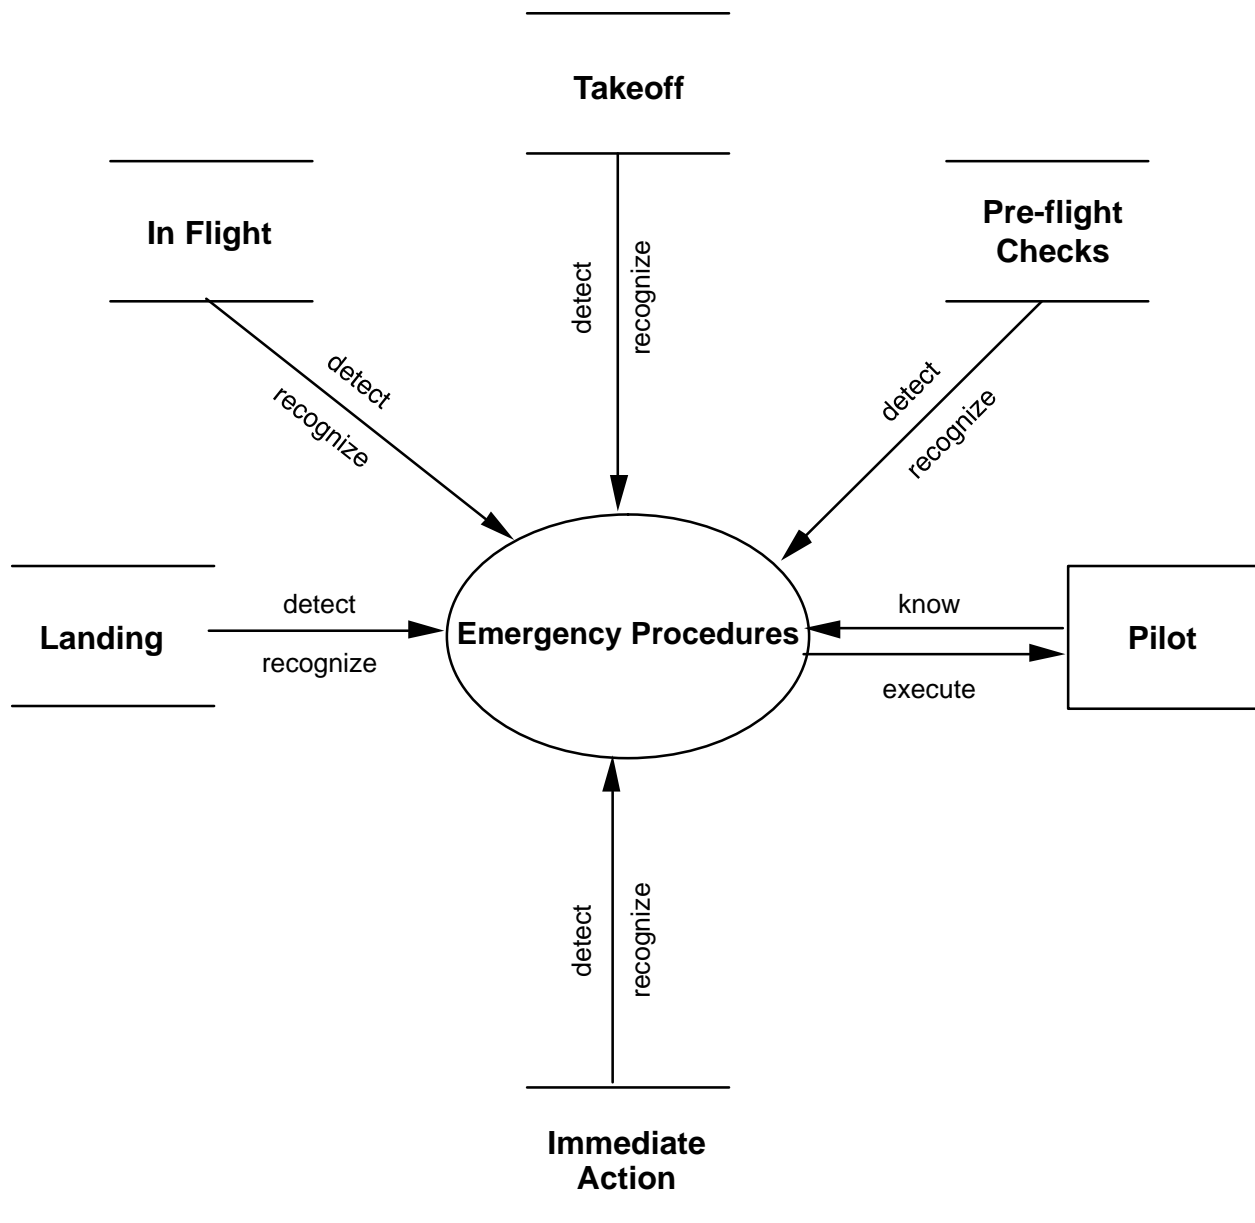 Takeoff
In Flight
Pre-flight
Checks
detect
recognize
detect
recognize
detect
recognize
Landing
detect
recognize
Emergency Procedures
know
execute
Pilot
detect
recognize
Immediate
Action